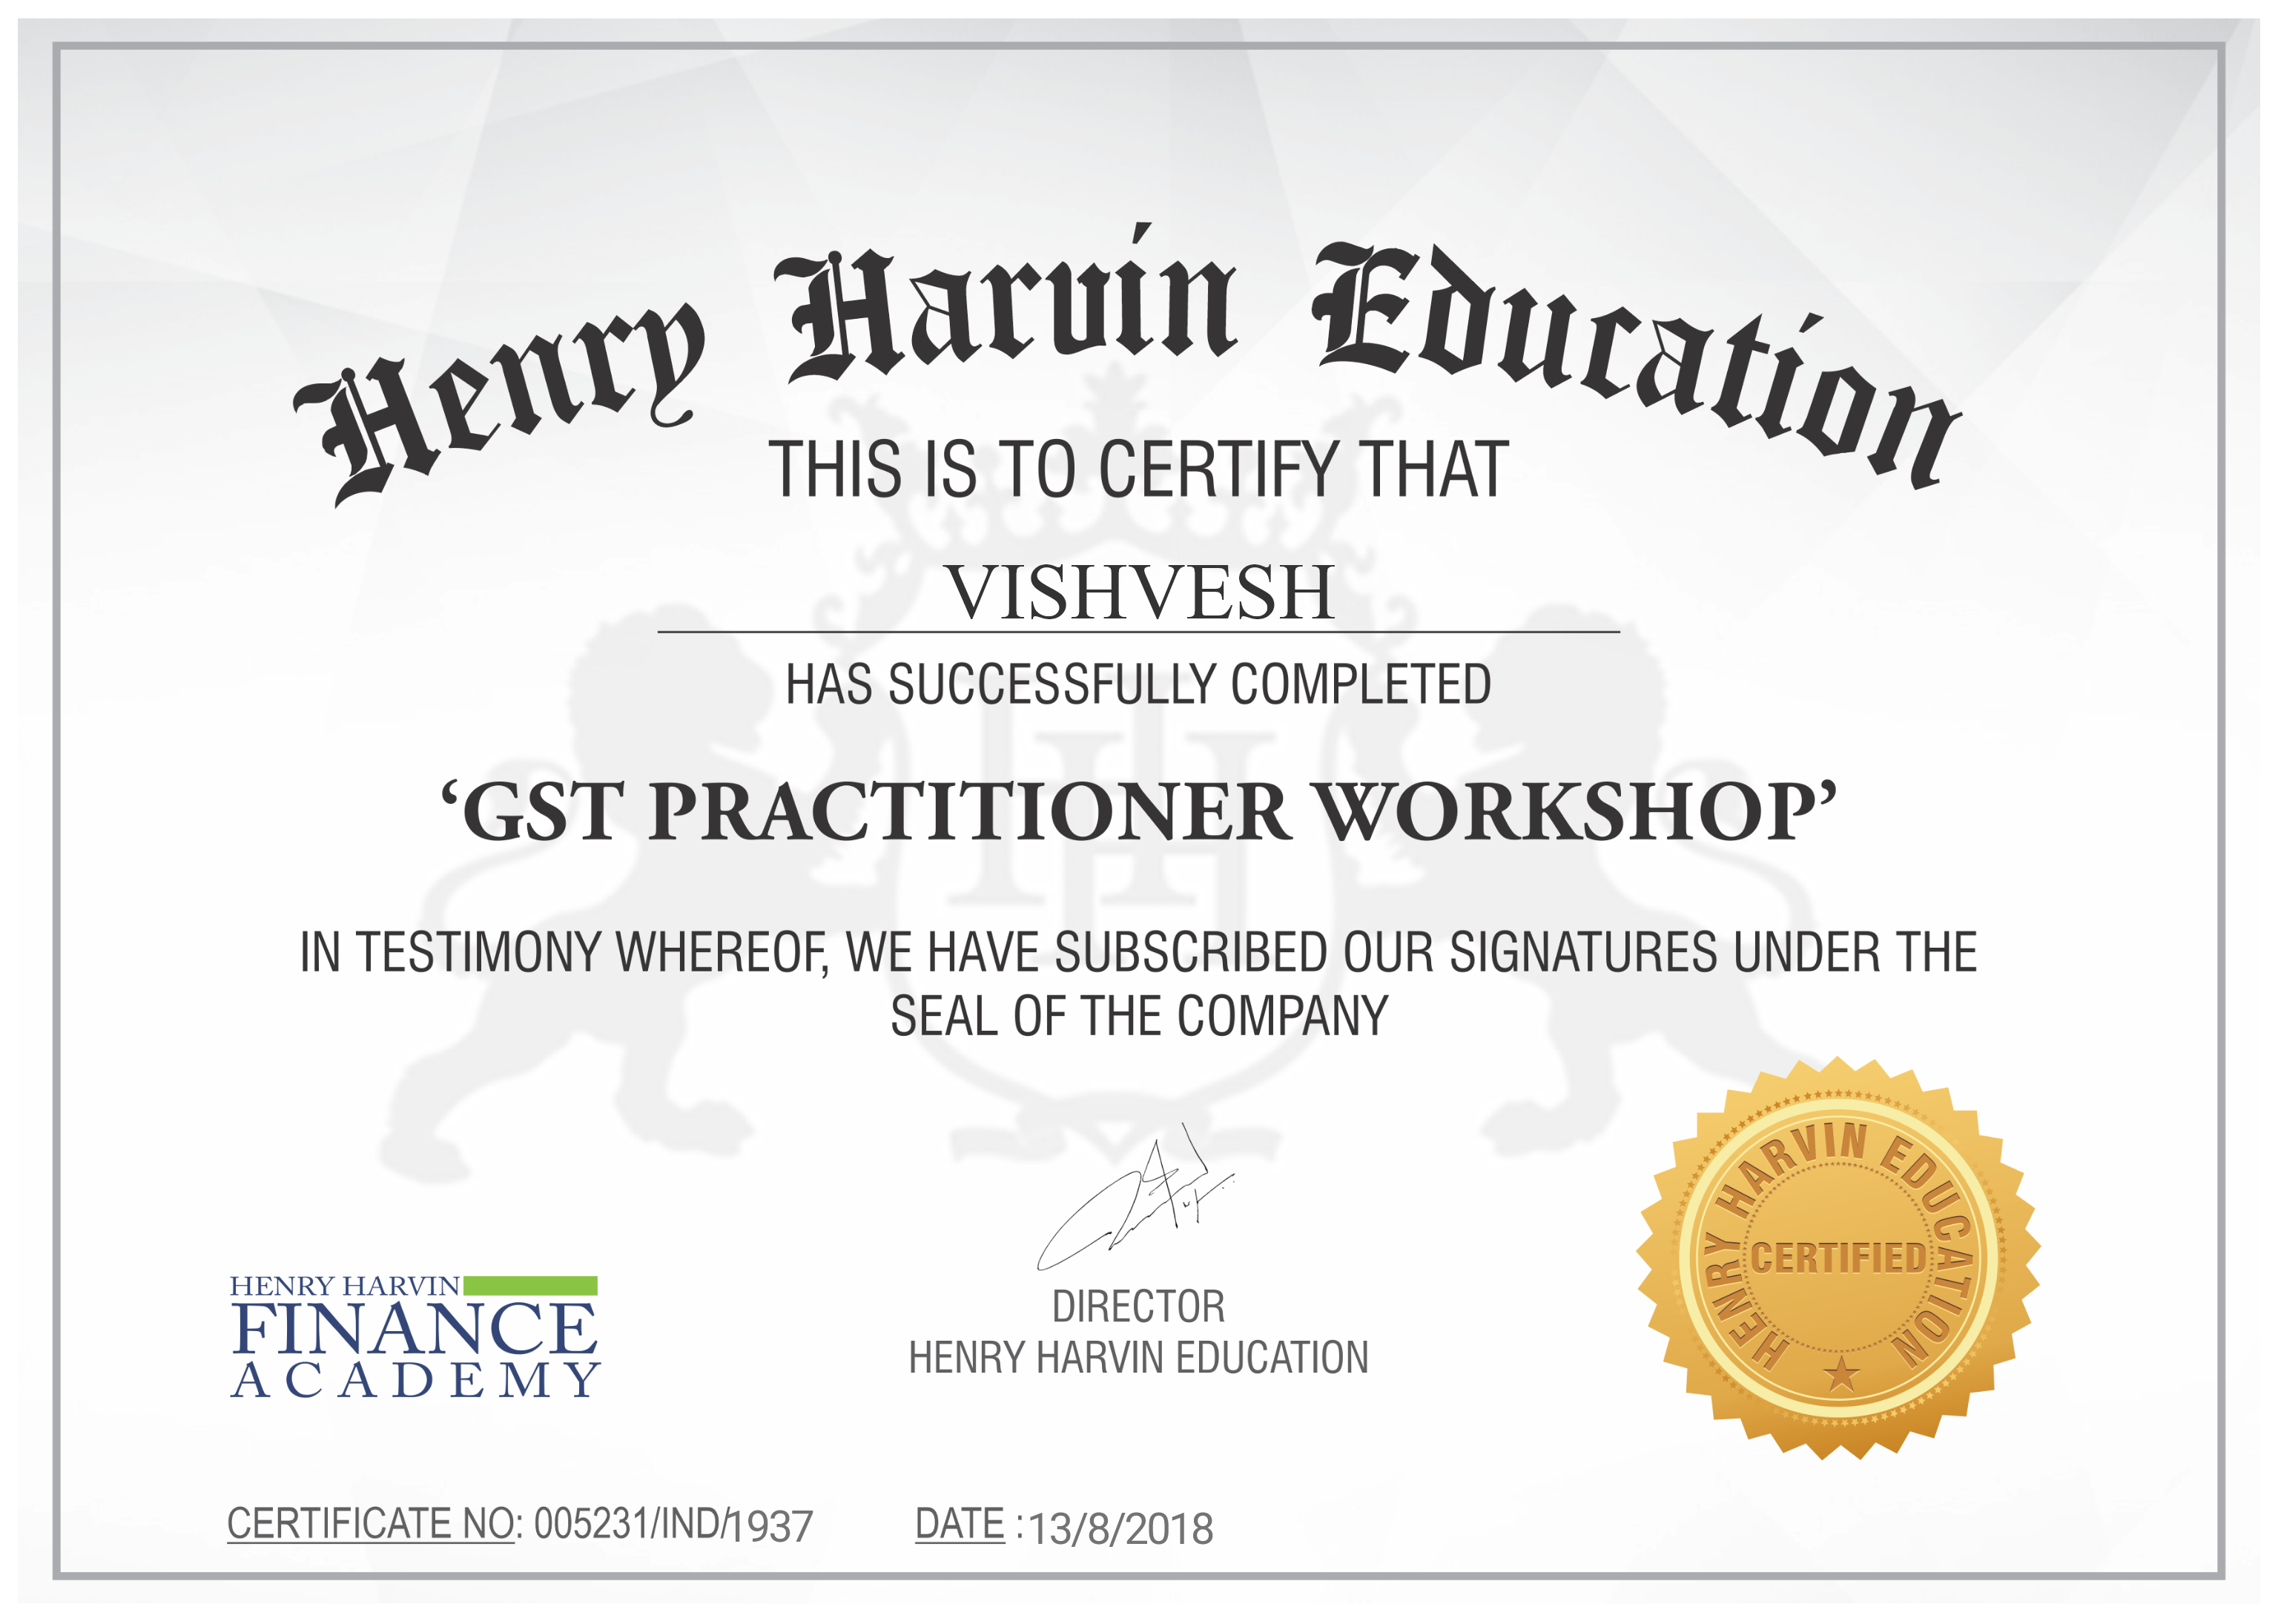 Henry Harvin Education
THIS IS TO CERTIFY THAT
VISHVESH
HAS SUCCESSFULLY COMPLETED
‘GST PRACTITIONER WORKSHOP’
IN TESTIMONY WHEREOF, WE HAVE SUBSCRIBED OUR SIGNATURES UNDER THE
SEAL OF THE COMPANY
HENRY HARVIN
FINANCE
ACADEMY
DIRECTOR
HENRY HARVIN EDUCATION
HENRY HARVIN EDUCATION
CERTIFIED
CERTIFICATE NO: 005231/IND/1937
DATE : 13/8/2018